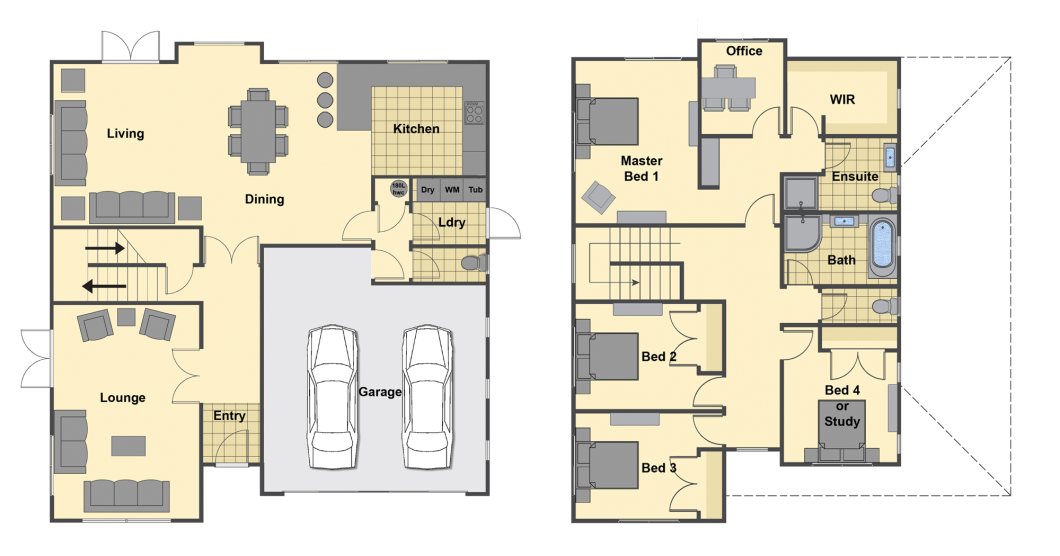 Living
Dining
Kitchen
180L
hwc
Dry
WM
Tub
Ldry
Lounge
Entry
Garage
Office
WIR
Master
Bed 1
Ensuite
Bath
Bed 2
Bed 4
or
Study
Bed 3